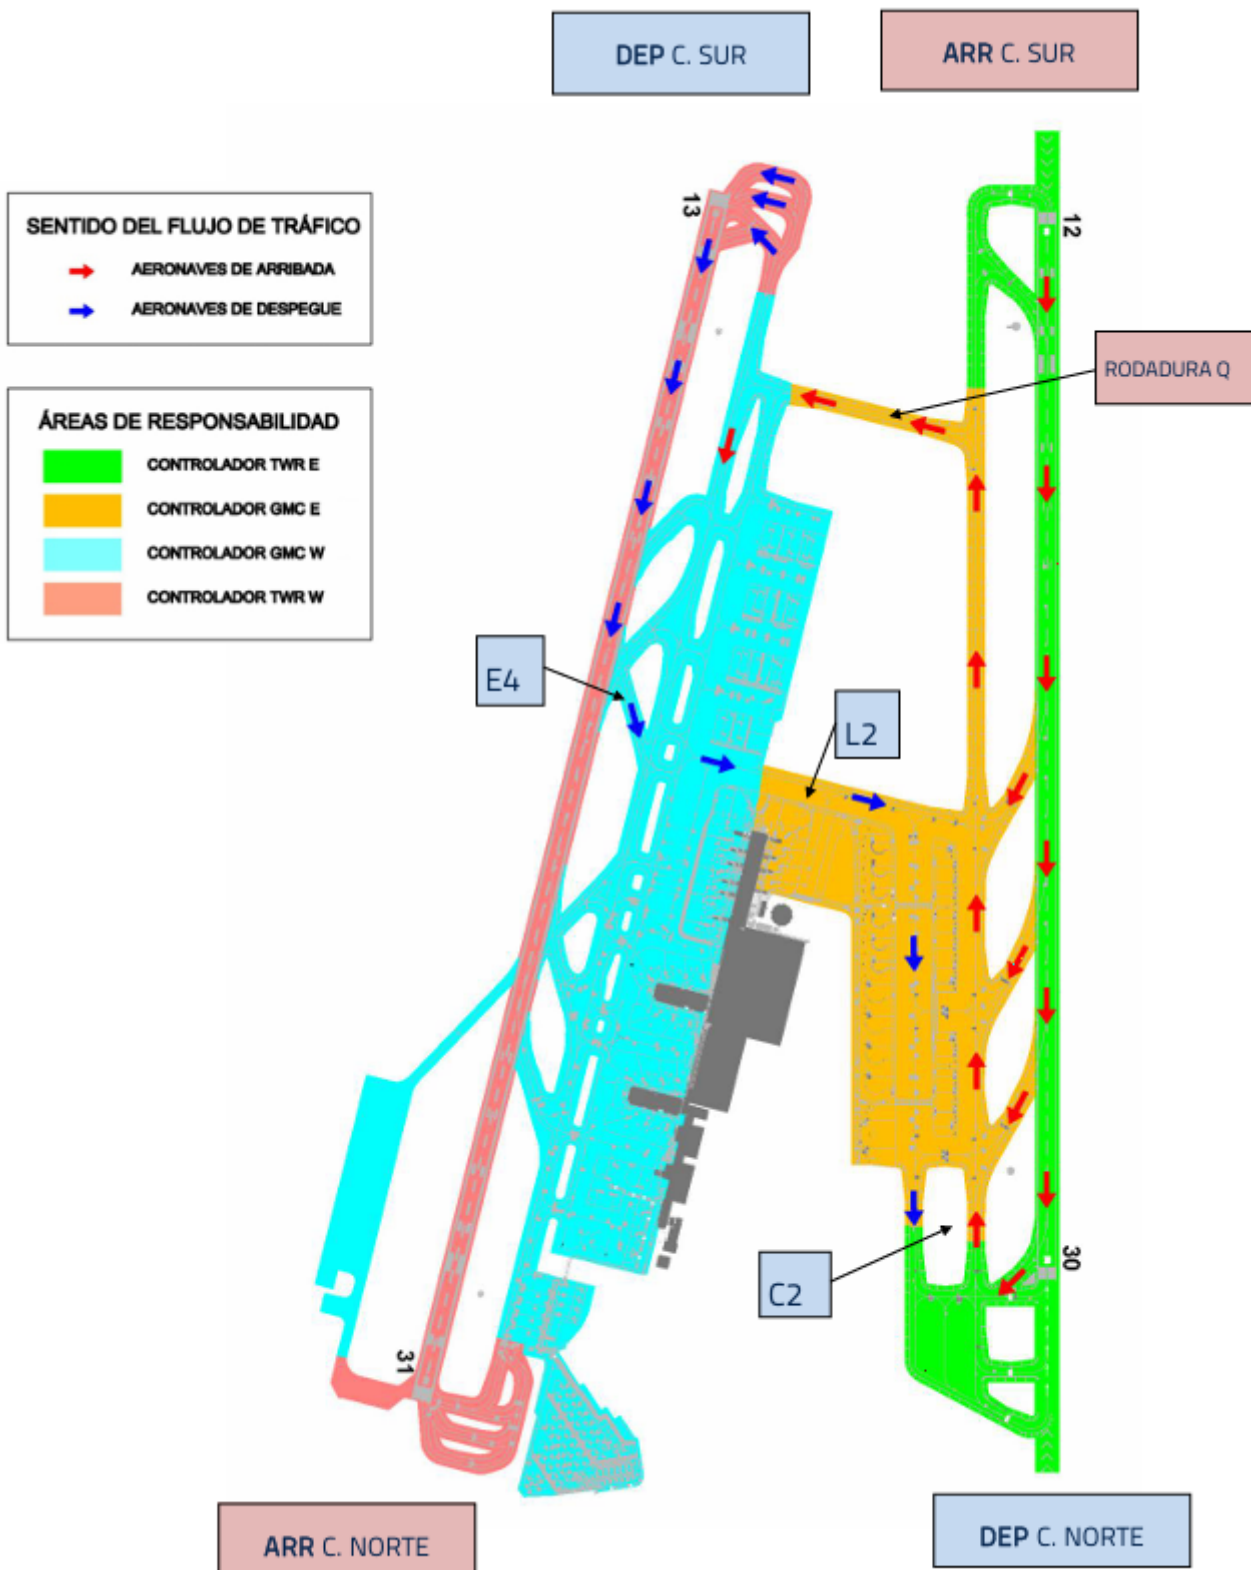 DEP C. SUR
ARR C. SUR
SENTIDO DEL FLUJO DE TRÁFICO
AERONAVES DE ARRIBADA
AERONAVES DE DESPEGUE
13
12
RODADURA Q
ÁREAS DE RESPONSABILIDAD
CONTROLADOR TWR E
CONTROLADOR GMC E
CONTROLADOR GMC W
CONTROLADOR TWR W
E4
L2
C2
30
31
ARR C. NORTE
DEP C. NORTE